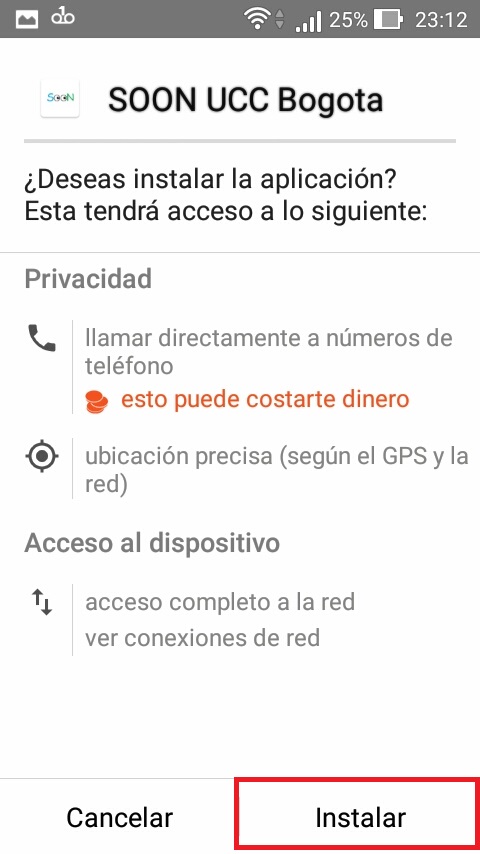 25% 23:12
SooN SOON UCC Bogota
¿Deseas instalar la aplicación?
Esta tendrá acceso a lo siguiente:
Privacidad
llamar directamente a números de
teléfono
esto puede costarte dinero
ubicación precisa (según el GPS y la
red)
Acceso al dispositivo
acceso completo a la red
ver conexiones de red
Cancelar Instalar